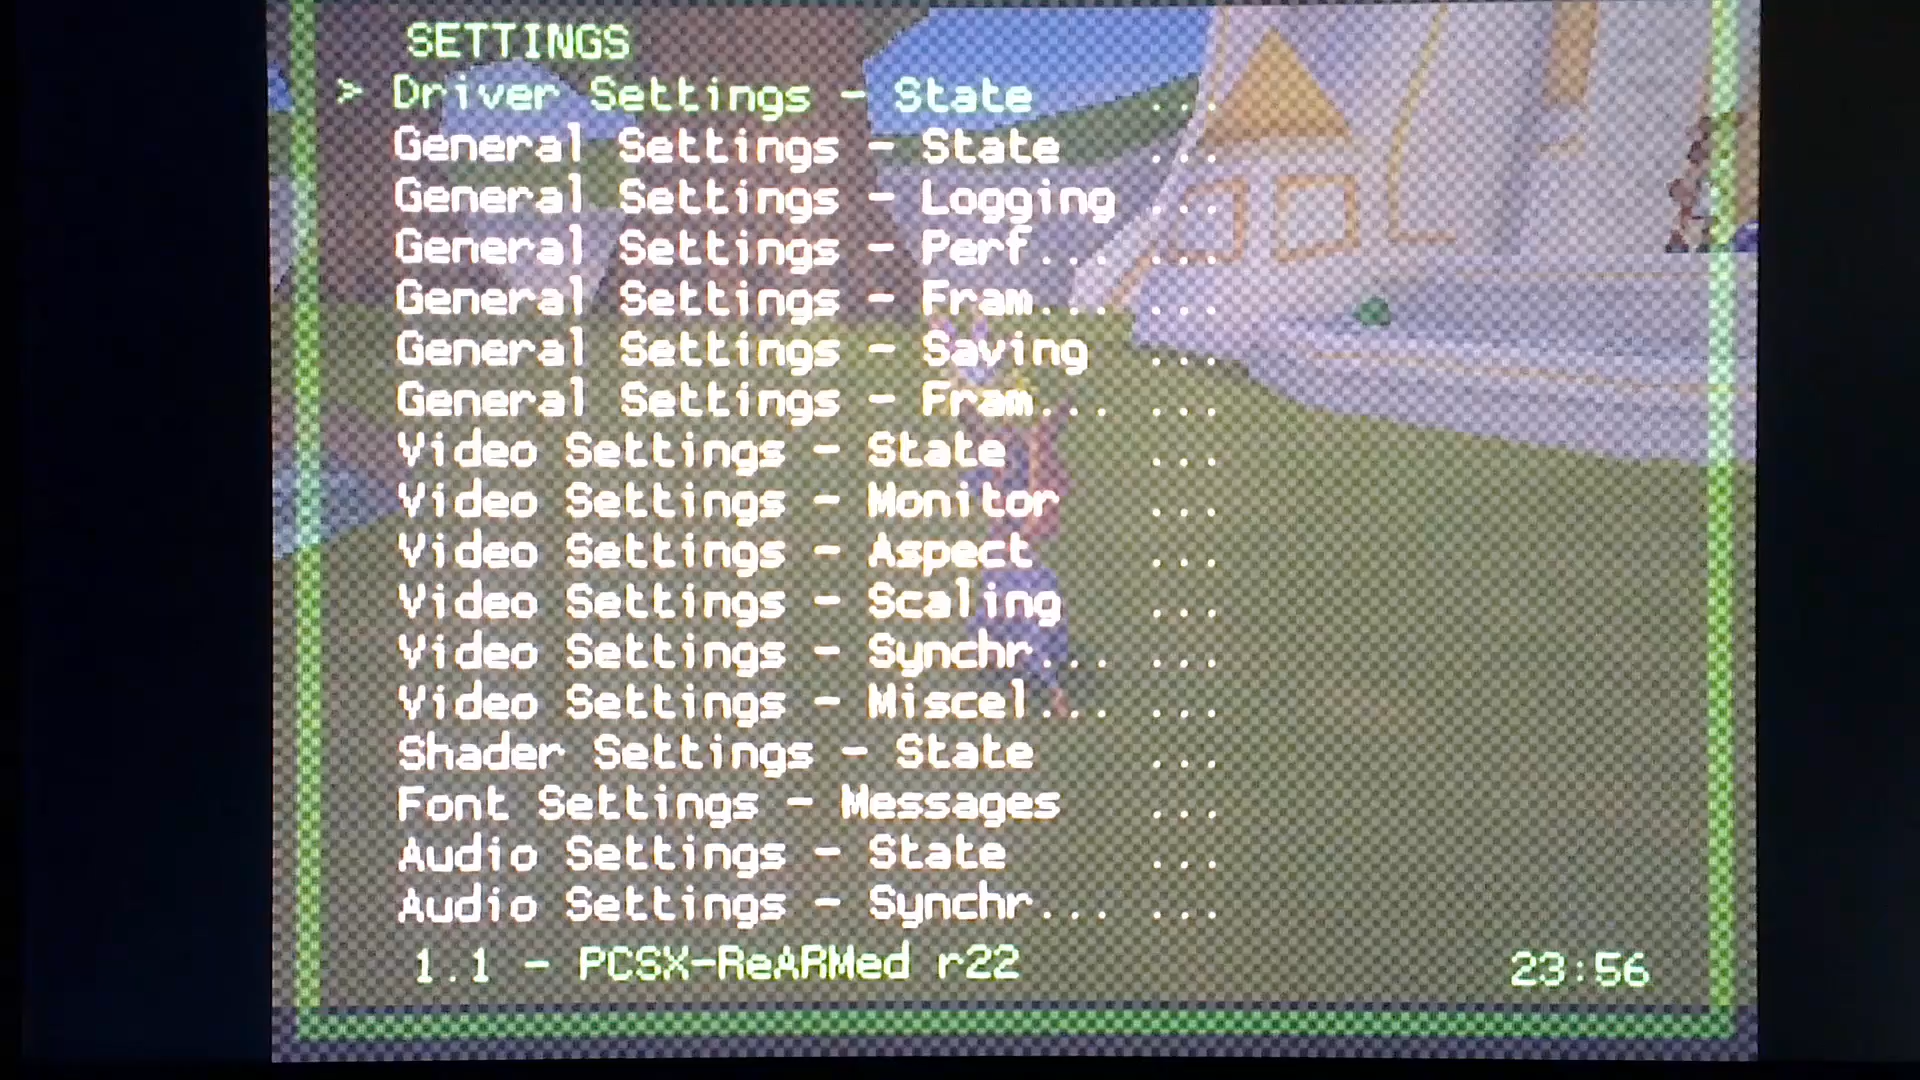 SETTINGS
> Driver Settings - State ...
General Settings - State ...
General Settings - Logging ...
General Settings - Perf... ...
General Settings - Fram... ...
General Settings - Saving ...
General Settings - Fram... ...
Video Settings - State ...
Video Settings - Monitor ...
Video Settings - Aspect ...
Video Settings - Scaling ...
Video Settings - Synchr... ...
Video Settings - Miscel... ...
Shader Settings - State ...
Font Settings - Messages ...
Audio Settings - State ...
Audio Settings - Synchr... ...
1.1 - PCSX-ReARMed r22 23:56